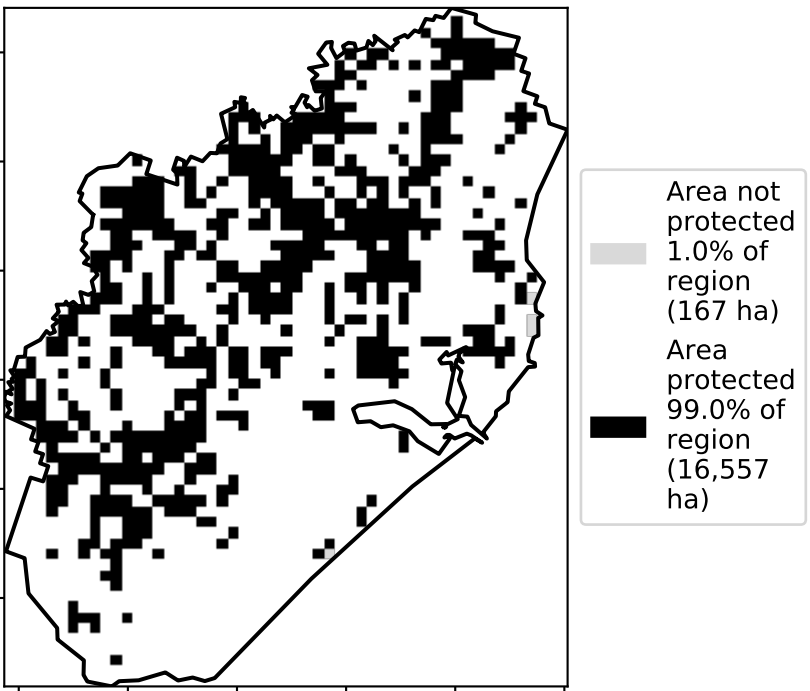 Area not
protected
1.0% of
region
(167 ha)
Area
protected
99.0% of
region
(16,557
ha)